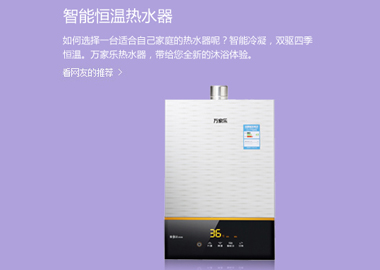 智能恒温热水器
如何选择一台适合自己家庭的热水器呢？智能冷凝，双驱四季
恒温。万家乐热水器，带给您全新的沐浴体验。
看网友的推荐 >
万家乐
36